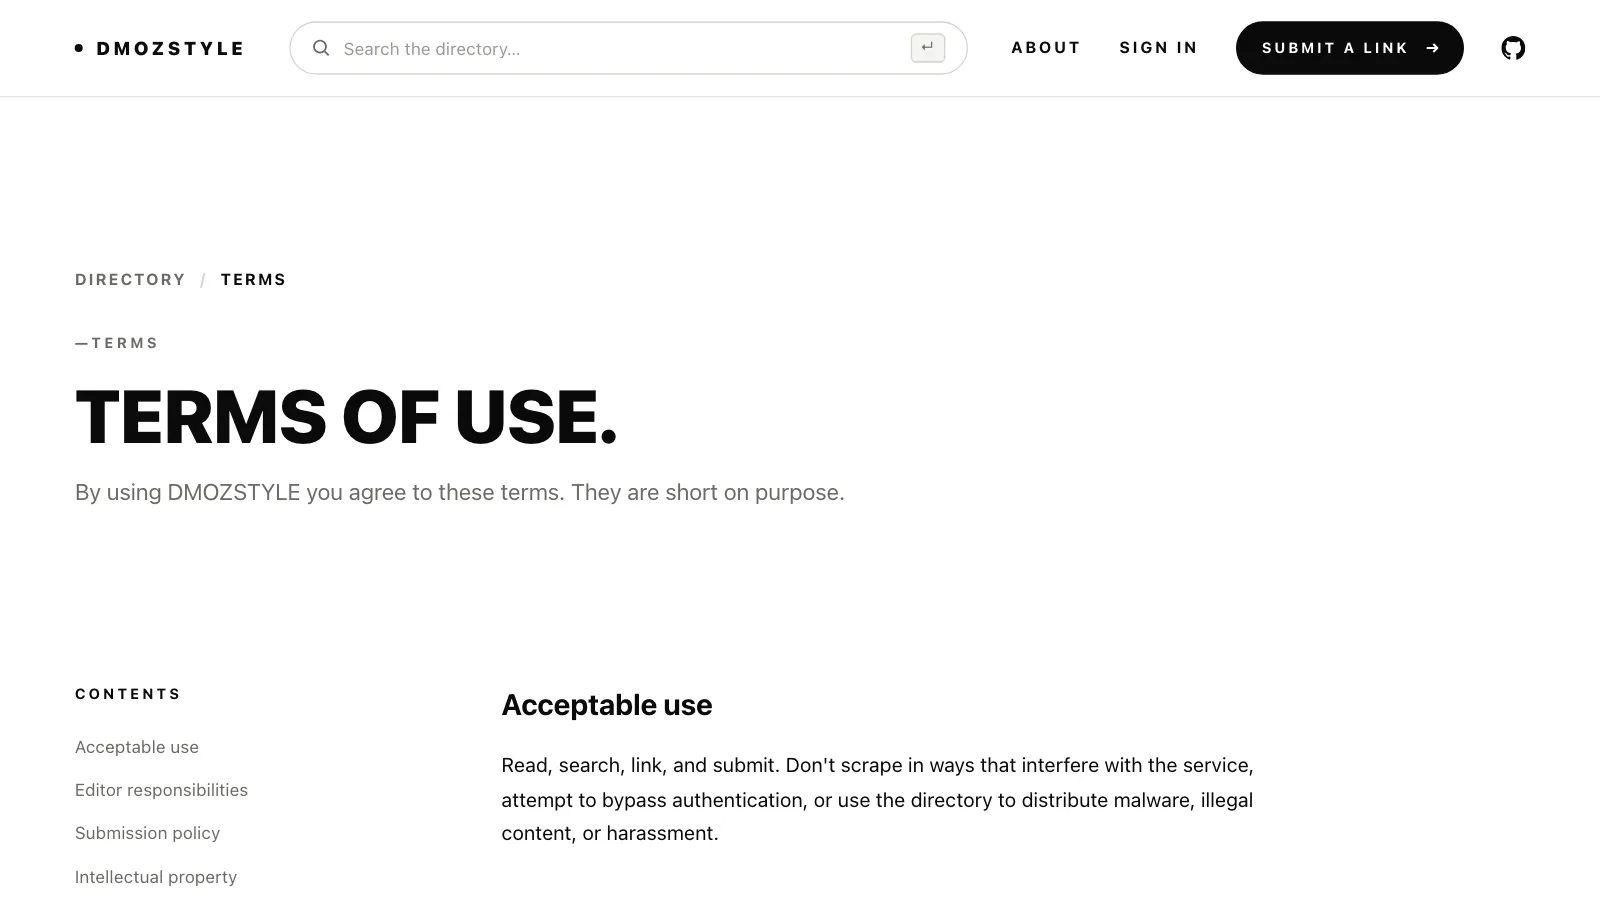 DMOZSTYLE
Search the directory...
↵
ABOUT
SIGN IN
SUBMIT A LINK →
DIRECTORY / TERMS
—TERMS
TERMS OF USE.
By using DMOZSTYLE you agree to these terms. They are short on purpose.
CONTENTS
Acceptable use
Editor responsibilities
Submission policy
Intellectual property
Acceptable use
Read, search, link, and submit. Don't scrape in ways that interfere with the service,
attempt to bypass authentication, or use the directory to distribute malware, illegal
content, or harassment.